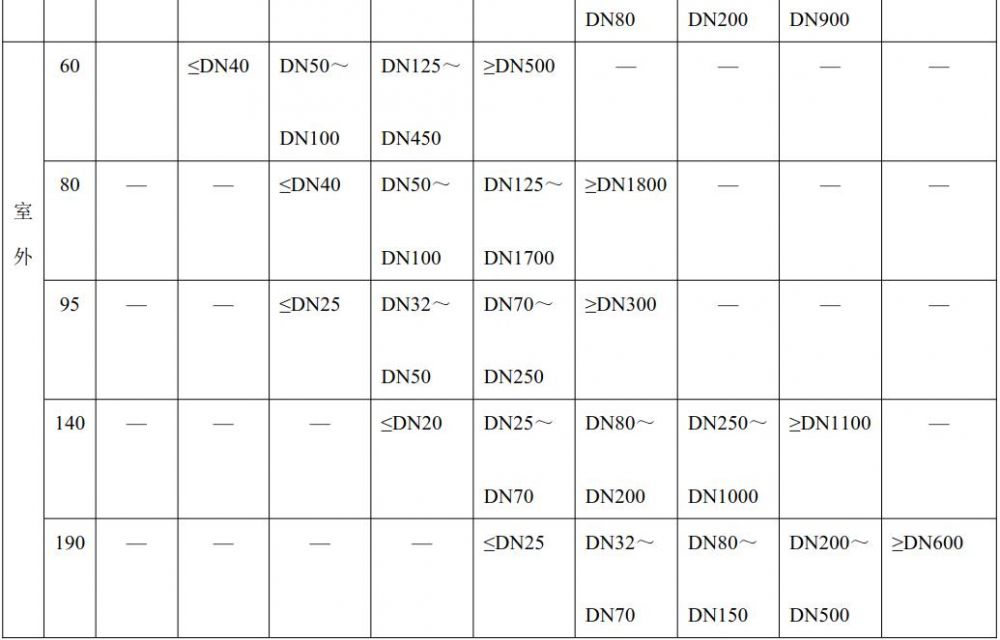 DN80 DN200 DN900
60 ≤DN40 DN50～ DN125～ ≥DN500 — — — —
DN100 DN450
80 — — ≤DN40 DN50～ DN125～ ≥DN1800 — — —
室
外
DN100 DN1700
95 — — ≤DN25 DN32～ DN70～ ≥DN300 — — —
DN50 DN250
140 — — — ≤DN20 DN25～ DN80～ DN250～ ≥DN1100 —
DN70 DN200 DN1000
190 — — — — ≤DN25 DN32～ DN80～ DN200～ ≥DN600
DN70 DN150 DN500